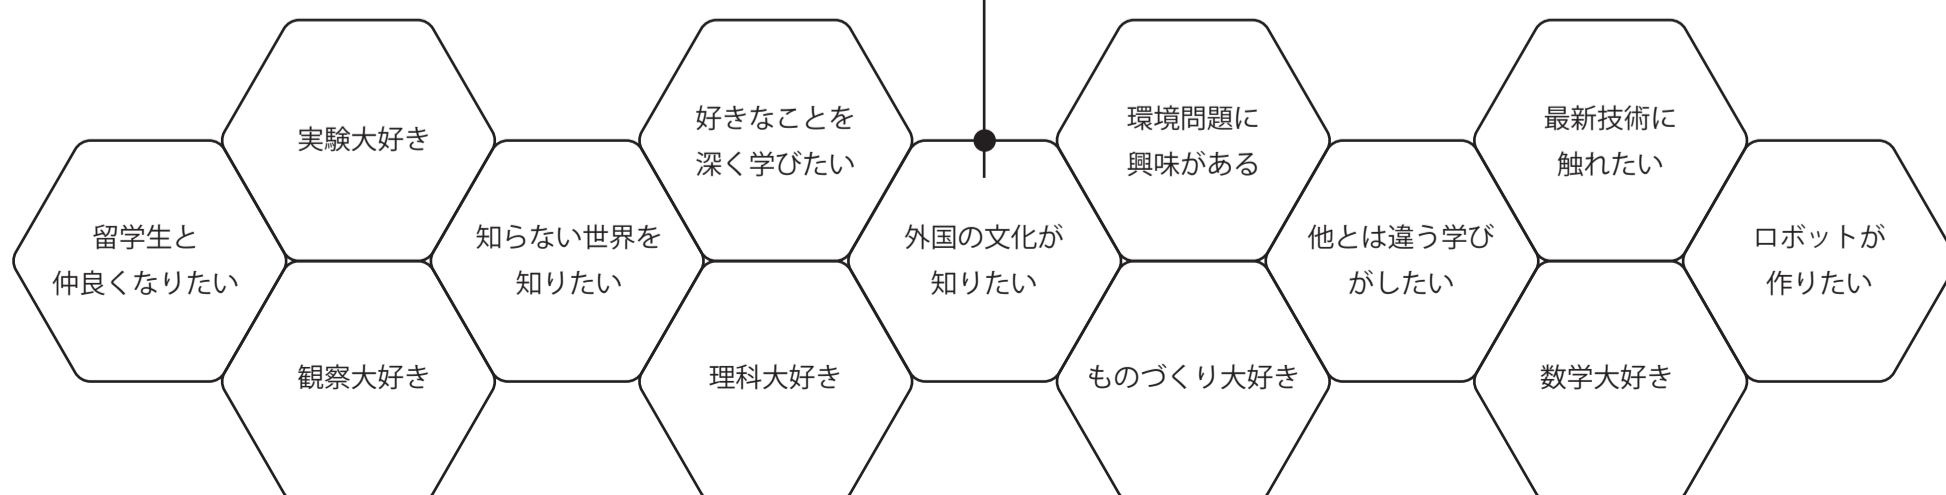 実験大好き
好きなことを
深く学びたい
環境問題に
興味がある
最新技術に
触れたい
留学生と
仲良くなりたい
知らない世界を
知りたい
外国の文化が
知りたい
他とは違う学び
がしたい
ロボットが
作りたい
観察大好き
理科大好き
ものづくり大好き
数学大好き